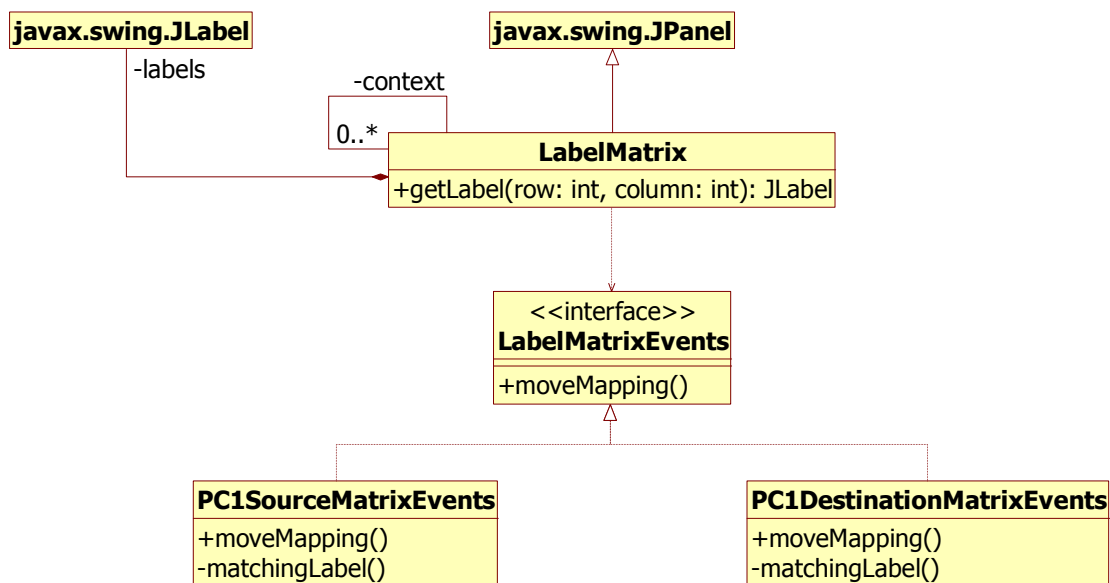 javax.swing.JLabel
javax.swing.JPanel
-labels
-context
0..*
LabelMatrix
+getLabel(row: int, column: int): JLabel
<<interface>>
LabelMatrixEvents
+moveMapping()
PC1SourceMatrixEvents
+moveMapping()
-matchingLabel()
PC1DestinationMatrixEvents
+moveMapping()
-matchingLabel()